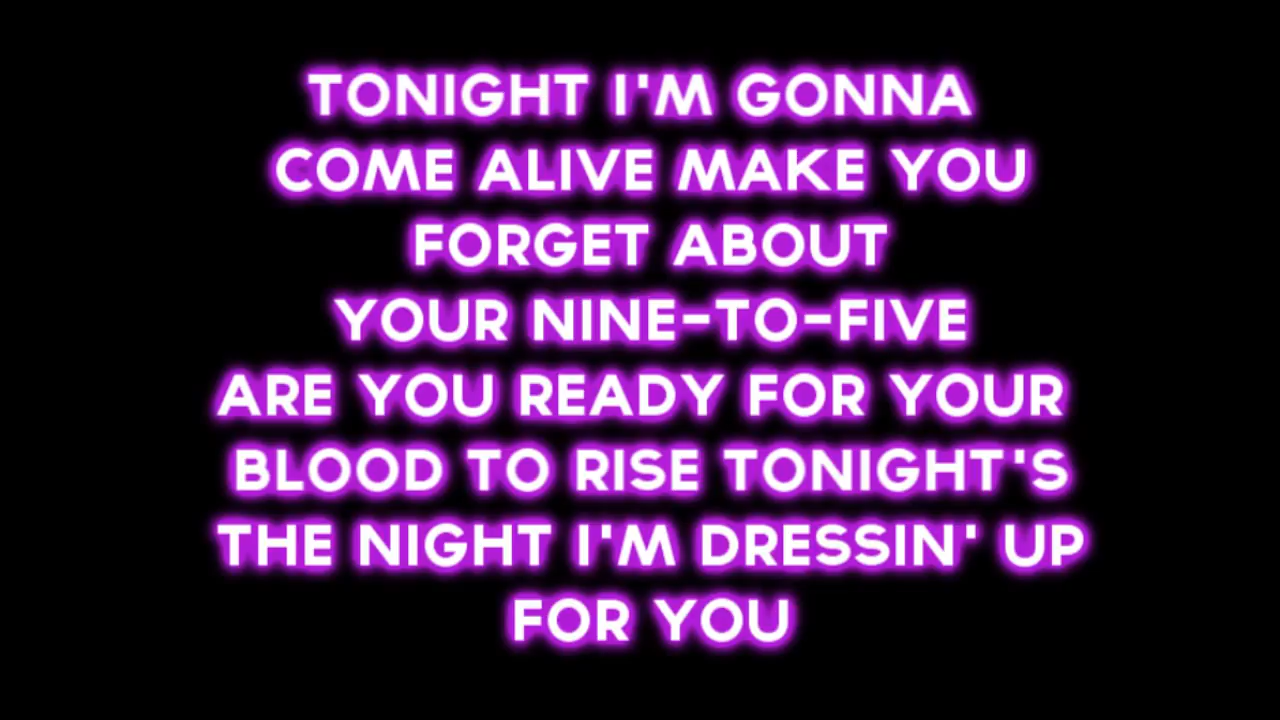 TONIGHT I'M GONNA
COME ALIVE MAKE YOU
FORGET ABOUT
YOUR NINE-TO-FIVE
ARE YOU READY FOR YOUR
BLOOD TO RISE TONIGHT'S
THE NIGHT I'M DRESSIN' UP
FOR YOU